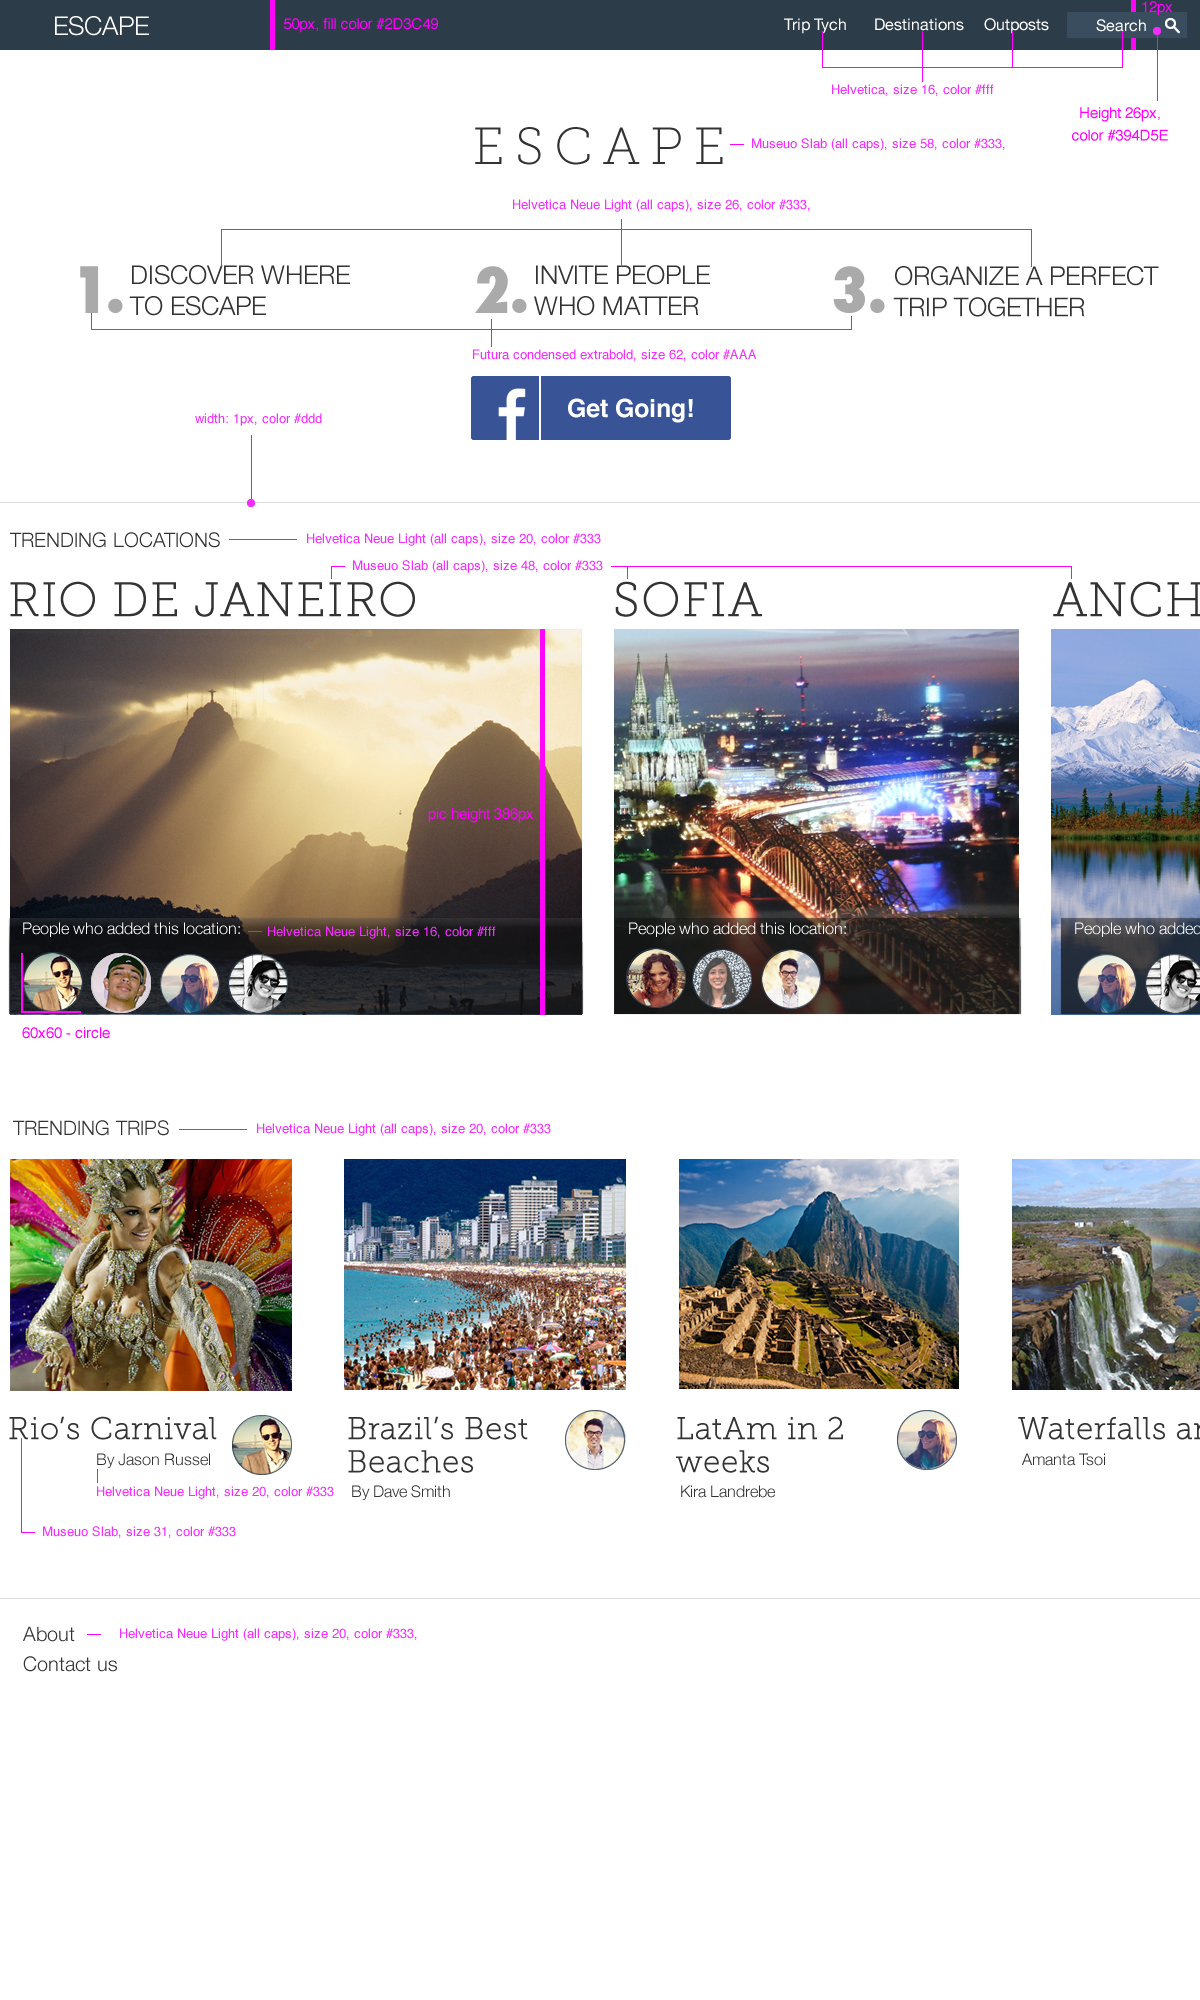 ESCAPE
50px, fill color #2D3C49
Trip Tych
Destinations
Outposts
Search
12px
Helvetica, size 16, color #fff
Height 26px,
color #394D5E
ESCAPE
Museuo Slab (all caps), size 58, color #333,
Helvetica Neue Light (all caps), size 26, color #333,
1. DISCOVER WHERE
TO ESCAPE
2. INVITE PEOPLE
WHO MATTER
3. ORGANIZE A PERFECT
TRIP TOGETHER
Futura condensed extrabold, size 62, color #AAA
f Get Going!
width: 1px, color #ddd
TRENDING LOCATIONS
Helvetica Neue Light (all caps), size 20, color #333
Museuo Slab (all caps), size 48, color #333
RIO DE JANEIRO
SOFIA
ANCH
pic height 386px
People who added this location:
Helvetica Neue Light, size 16, color #fff
People who added this location:
People who added
60x60 - circle
TRENDING TRIPS
Helvetica Neue Light (all caps), size 20, color #333
Rio’s Carnival
By Jason Russel
Helvetica Neue Light, size 20, color #333
Museuo Slab, size 31, color #333
Brazil’s Best
Beaches
By Dave Smith
LatAm in 2
weeks
Kira Landrebe
Waterfalls an
Amanta Tsoi
About
Helvetica Neue Light (all caps), size 20, color #333,
Contact us